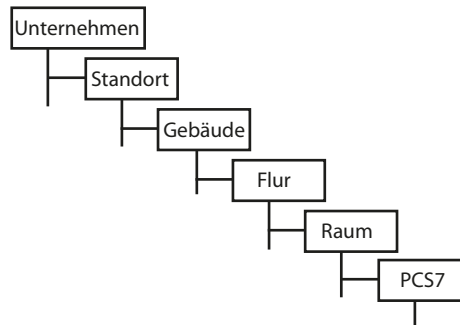 Unternehmen
Standort
Gebäude
Flur
Raum
PCS7